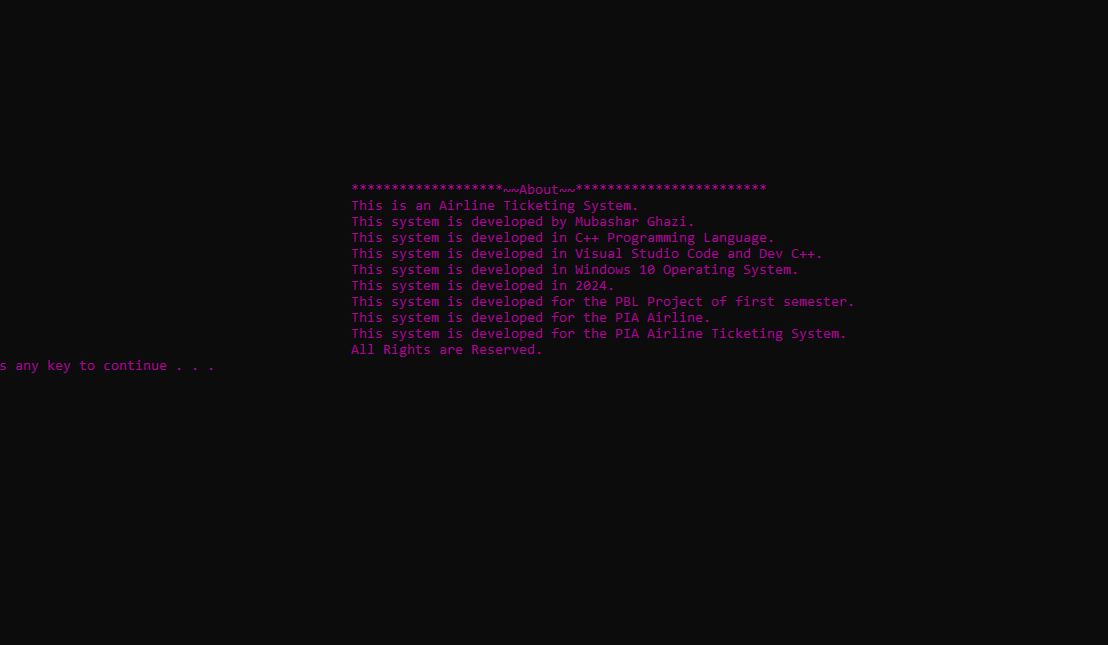 *******************~~About~~************************
This is an Airline Ticketing System.
This system is developed by Mubashar Ghazi.
This system is developed in C++ Programming Language.
This system is developed in Visual Studio Code and Dev C++.
This system is developed in Windows 10 Operating System.
This system is developed in 2024.
This system is developed for the PBL Project of first semester.
This system is developed for the PIA Airline.
This system is developed for the PIA Airline Ticketing System.
All Rights are Reserved.
s any key to continue . . .